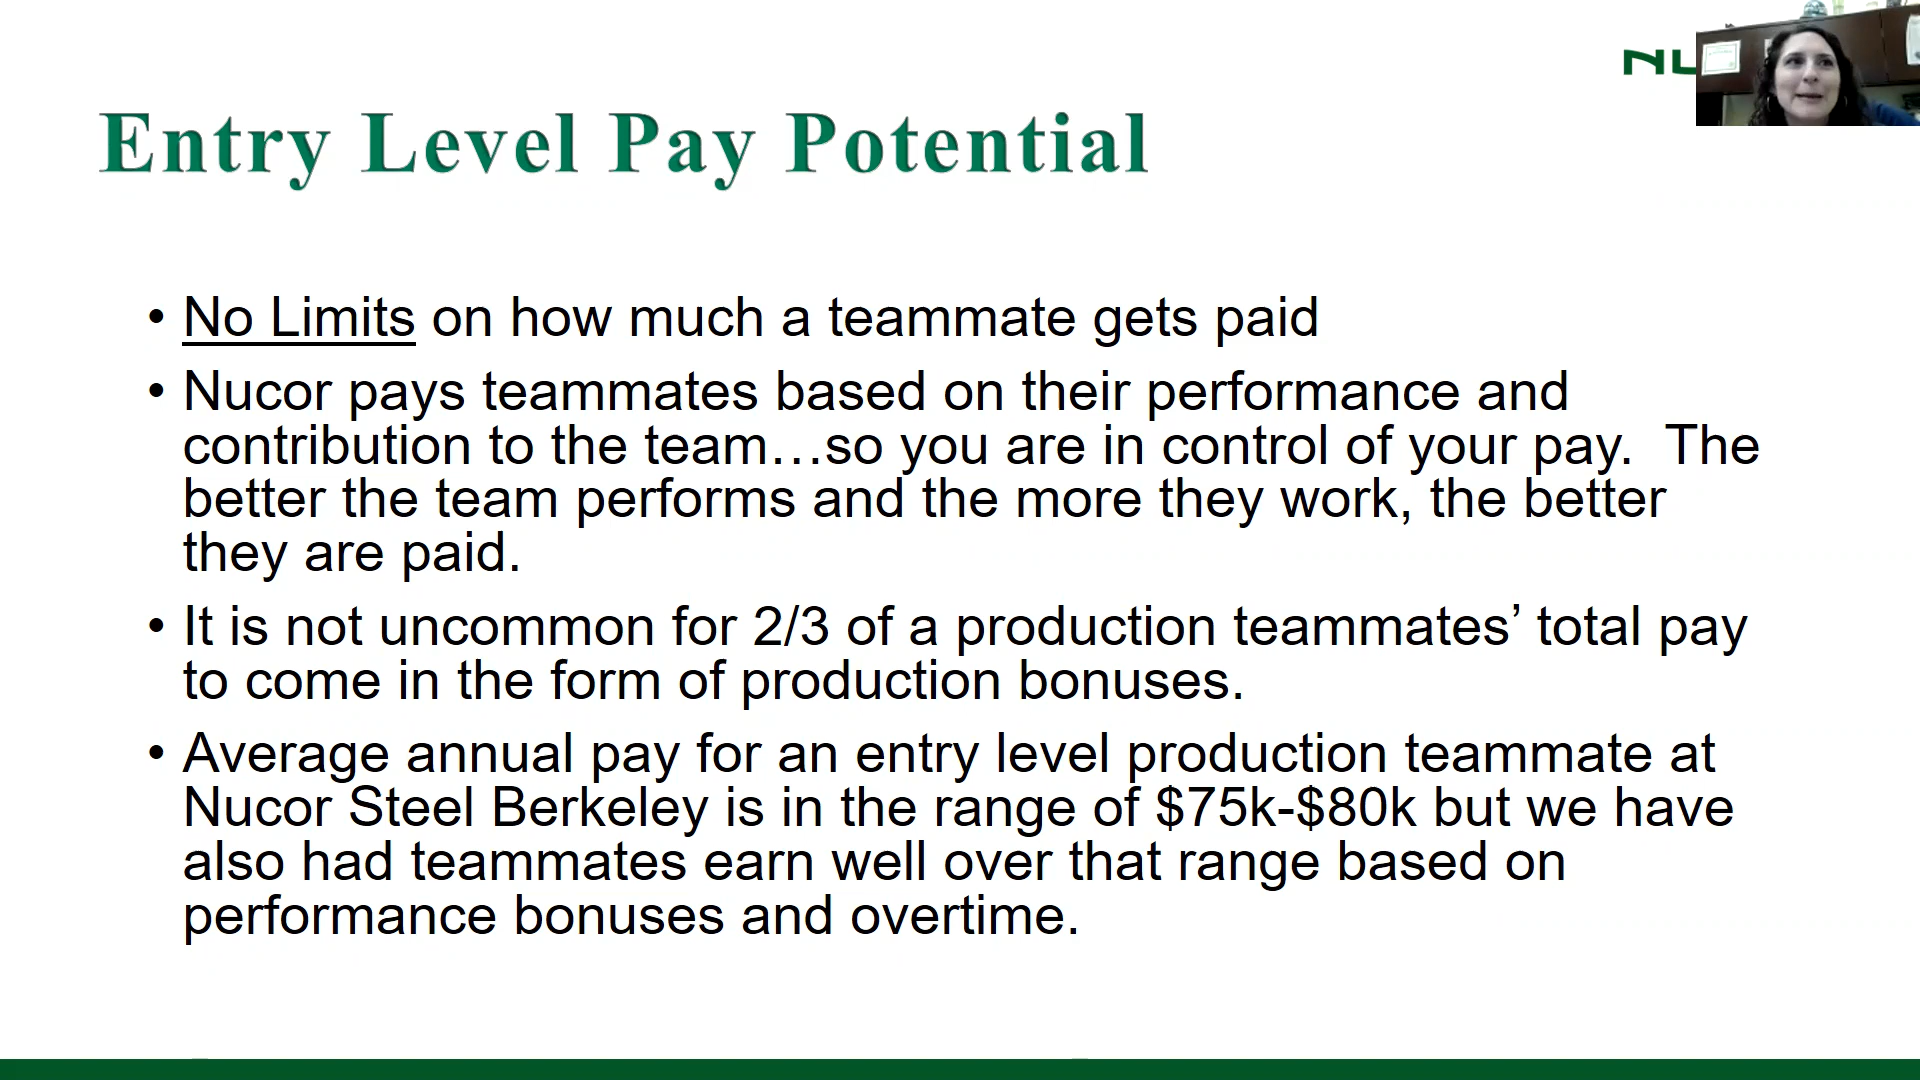 NU
Entry Level Pay Potential
• No Limits on how much a teammate gets paid
• Nucor pays teammates based on their performance and
contribution to the team…so you are in control of your pay.  The
better the team performs and the more they work, the better
they are paid.
• It is not uncommon for 2/3 of a production teammates’ total pay
to come in the form of production bonuses.
• Average annual pay for an entry level production teammate at
Nucor Steel Berkeley is in the range of $75k-$80k but we have
also had teammates earn well over that range based on
performance bonuses and overtime.